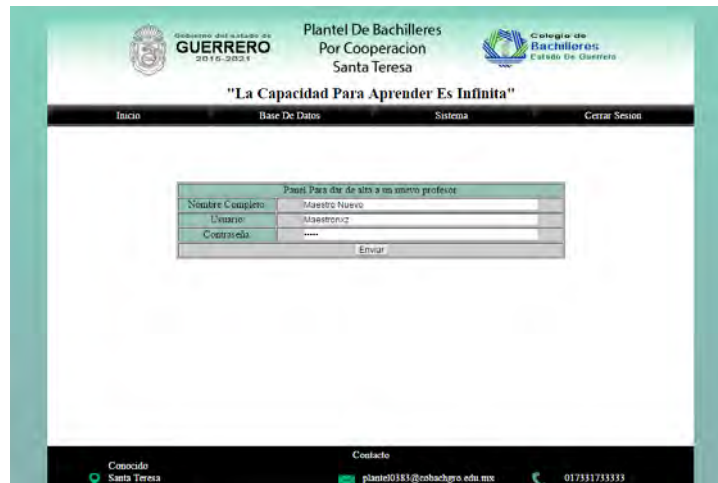 Gobierno del estado de
GUERRERO
2015-2021
Plantel De Bachilleres
Por Cooperacion
Santa Teresa
Colegio de
Bachilleres
Estado De Guerrero
"La Capacidad Para Aprender Es Infinita"
Inicio Base De Datos Sistema Cerrar Sesion
Panel Para dar de alta a un nuevo profesor
Nombre Completo: Maestro Nuevo
Usuario:
Contraseña: •••••
Enviar
Contacto
Conocido
Santa Teresa plantel0383@cobachgro.edu.mx 017331733333